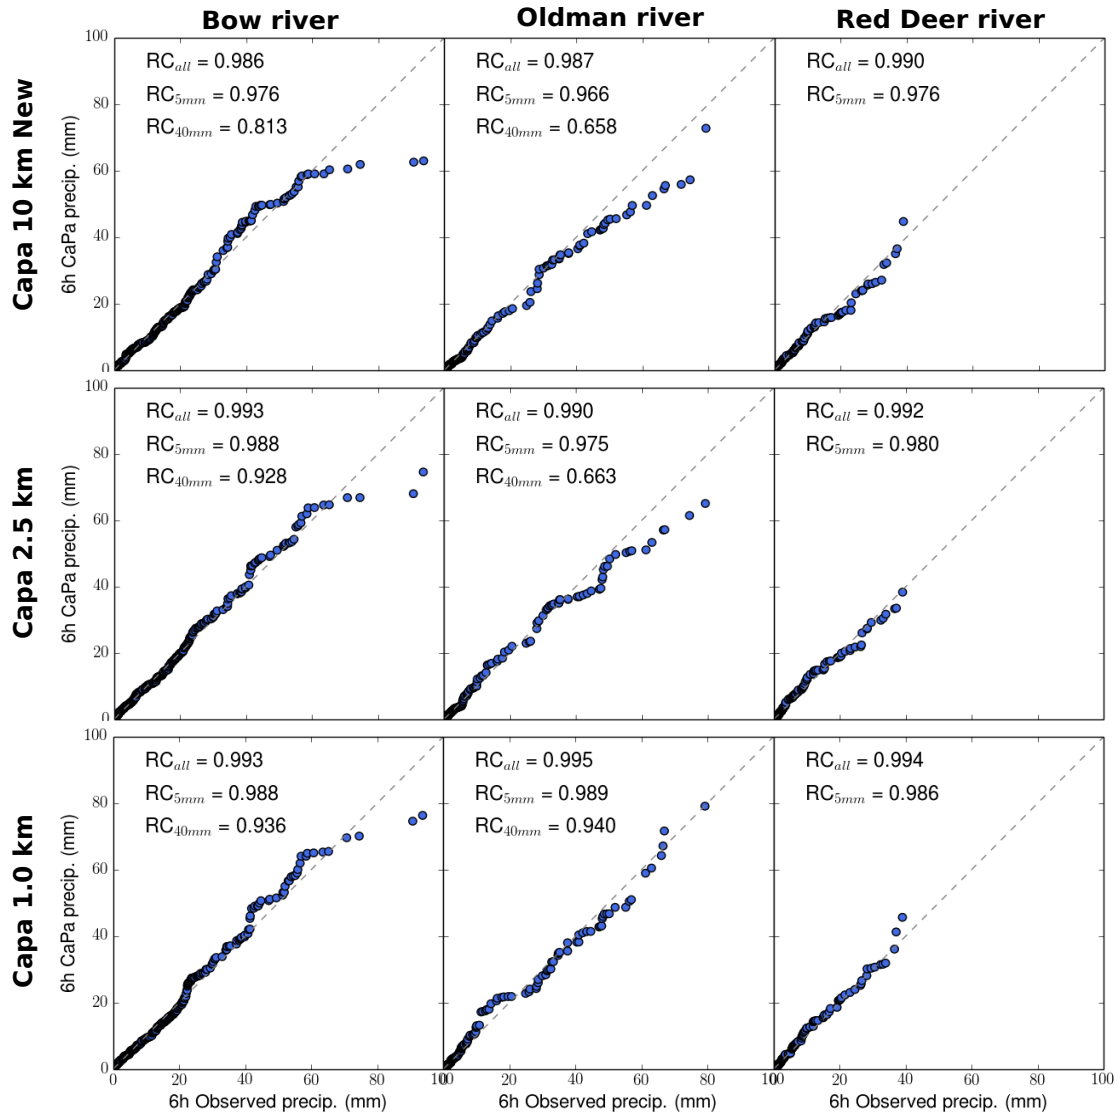 Bow river
Oldman river
Red Deer river
Capa 10 km New
6h CaPa precip. (mm)
100
80
60
40
20
0
RCall = 0.986
RC5mm = 0.976
RC40mm = 0.813
RCall = 0.987
RC5mm = 0.966
RC40mm = 0.658
RCall = 0.990
RC5mm = 0.976
Capa 2.5 km
6h CaPa precip. (mm)
100
80
60
40
20
0
RCall = 0.993
RC5mm = 0.988
RC40mm = 0.928
RCall = 0.990
RC5mm = 0.975
RC40mm = 0.663
RCall = 0.992
RC5mm = 0.980
Capa 1.0 km
6h CaPa precip. (mm)
100
80
60
40
20
0
RCall = 0.993
RC5mm = 0.988
RC40mm = 0.936
RCall = 0.995
RC5mm = 0.989
RC40mm = 0.940
RCall = 0.994
RC5mm = 0.986
0 20 40 60 80
20 40 60 80
20 40 60 80 100
6h Observed precip. (mm)
6h Observed precip. (mm)
6h Observed precip. (mm)